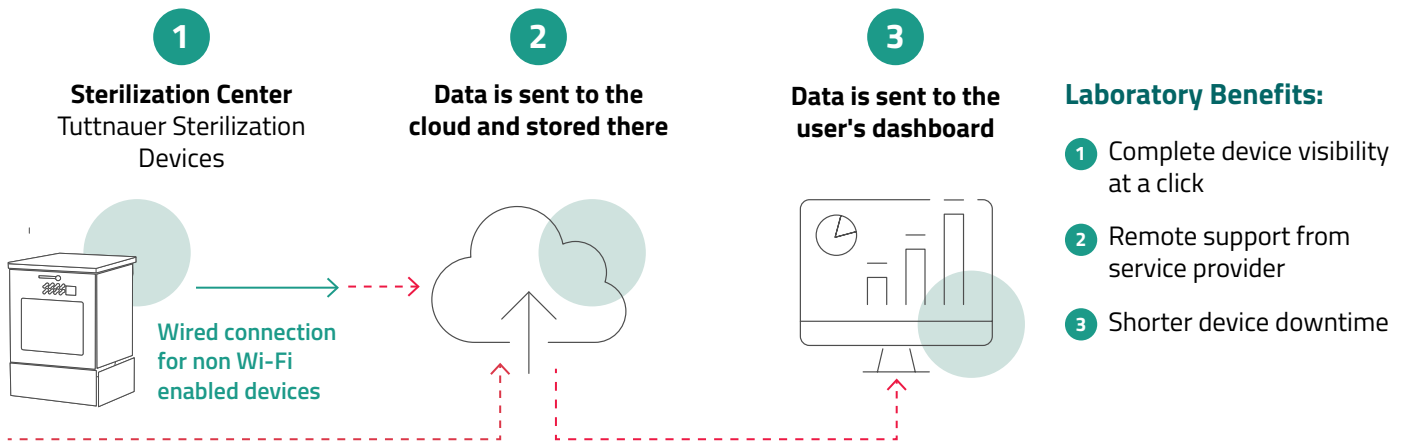 1
Sterilization Center
Tuttnauer Sterilization
Devices
2
Data is sent to the
cloud and stored there
3
Data is sent to the
user's dashboard
Wired connection
for non Wi-Fi
enabled devices
Laboratory Benefits:
1 Complete device visibility
at a click
2 Remote support from
service provider
3 Shorter device downtime